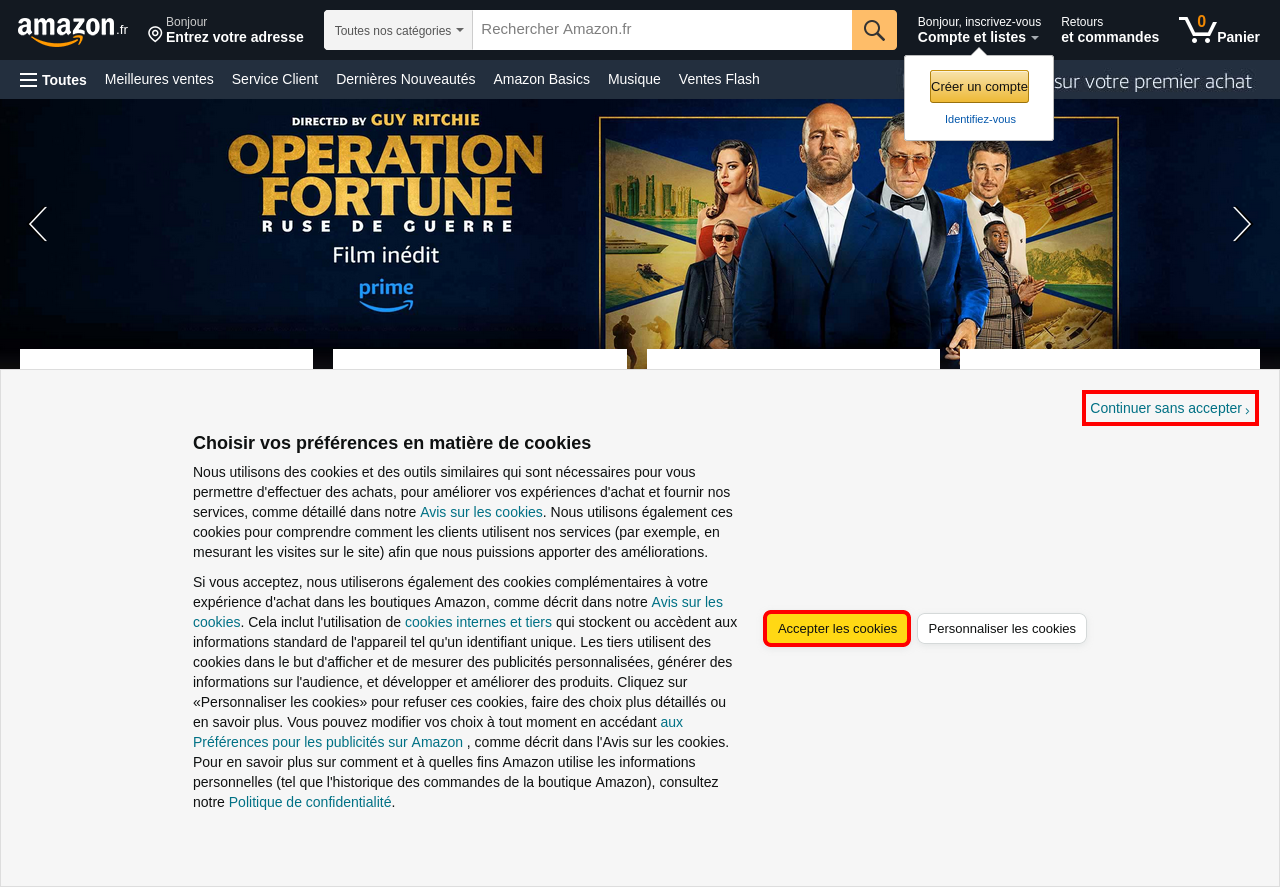 amazon.fr
Bonjour
Entrez votre adresse
Toutes nos catégories
Rechercher Amazon.fr
Bonjour, inscrivez-vous
Compte et listes
Retours
et commandes
0
Panier
Toutes
Meilleures ventes
Service Client
Dernières Nouveautés
Amazon Basics
Musique
Ventes Flash
sur votre premier achat
Créer un compte
Identifiez-vous
DIRECTED BY GUY RITCHIE
OPERATION
FORTUNE
RUSE DE GUERRE
Film inédit
prime
Continuer sans accepter ›
Choisir vos préférences en matière de cookies
Nous utilisons des cookies et des outils similaires qui sont nécessaires pour vous
permettre d'effectuer des achats, pour améliorer vos expériences d'achat et fournir nos
services, comme détaillé dans notre Avis sur les cookies. Nous utilisons également ces
cookies pour comprendre comment les clients utilisent nos services (par exemple, en
mesurant les visites sur le site) afin que nous puissions apporter des améliorations.
Si vous acceptez, nous utiliserons également des cookies complémentaires à votre
expérience d'achat dans les boutiques Amazon, comme décrit dans notre Avis sur les
cookies. Cela inclut l'utilisation de cookies internes et tiers qui stockent ou accèdent aux
informations standard de l'appareil tel qu'un identifiant unique. Les tiers utilisent des
cookies dans le but d'afficher et de mesurer des publicités personnalisées, générer des
informations sur l'audience, et développer et améliorer des produits. Cliquez sur
«Personnaliser les cookies» pour refuser ces cookies, faire des choix plus détaillés ou
en savoir plus. Vous pouvez modifier vos choix à tout moment en accédant aux
Préférences pour les publicités sur Amazon , comme décrit dans l'Avis sur les cookies.
Pour en savoir plus sur comment et à quelles fins Amazon utilise les informations
personnelles (tel que l'historique des commandes de la boutique Amazon), consultez
notre Politique de confidentialité.
Accepter les cookies
Personnaliser les cookies